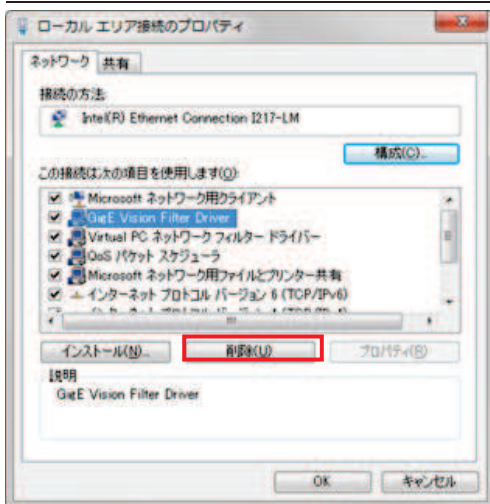 ローカル エリア接続のプロパティ
ネットワーク 共有
接続の方法:
Intel(R) Ethernet Connection I217-LM
構成(C)...
この接続は次の項目を使用します(O):
Microsoft ネットワーク用クライアント
GigE Vision Filter Driver
Virtual PC ネットワーク フィルター ドライバー
QoS パケット スケジューラ
Microsoft ネットワーク用ファイルとプリンター共有
インターネット プロトコル バージョン 6 (TCP/IPv6)
インストール(N)... 削除(U) プロパティ(R)
説明
GigE Vision Filter Driver
OK キャンセル